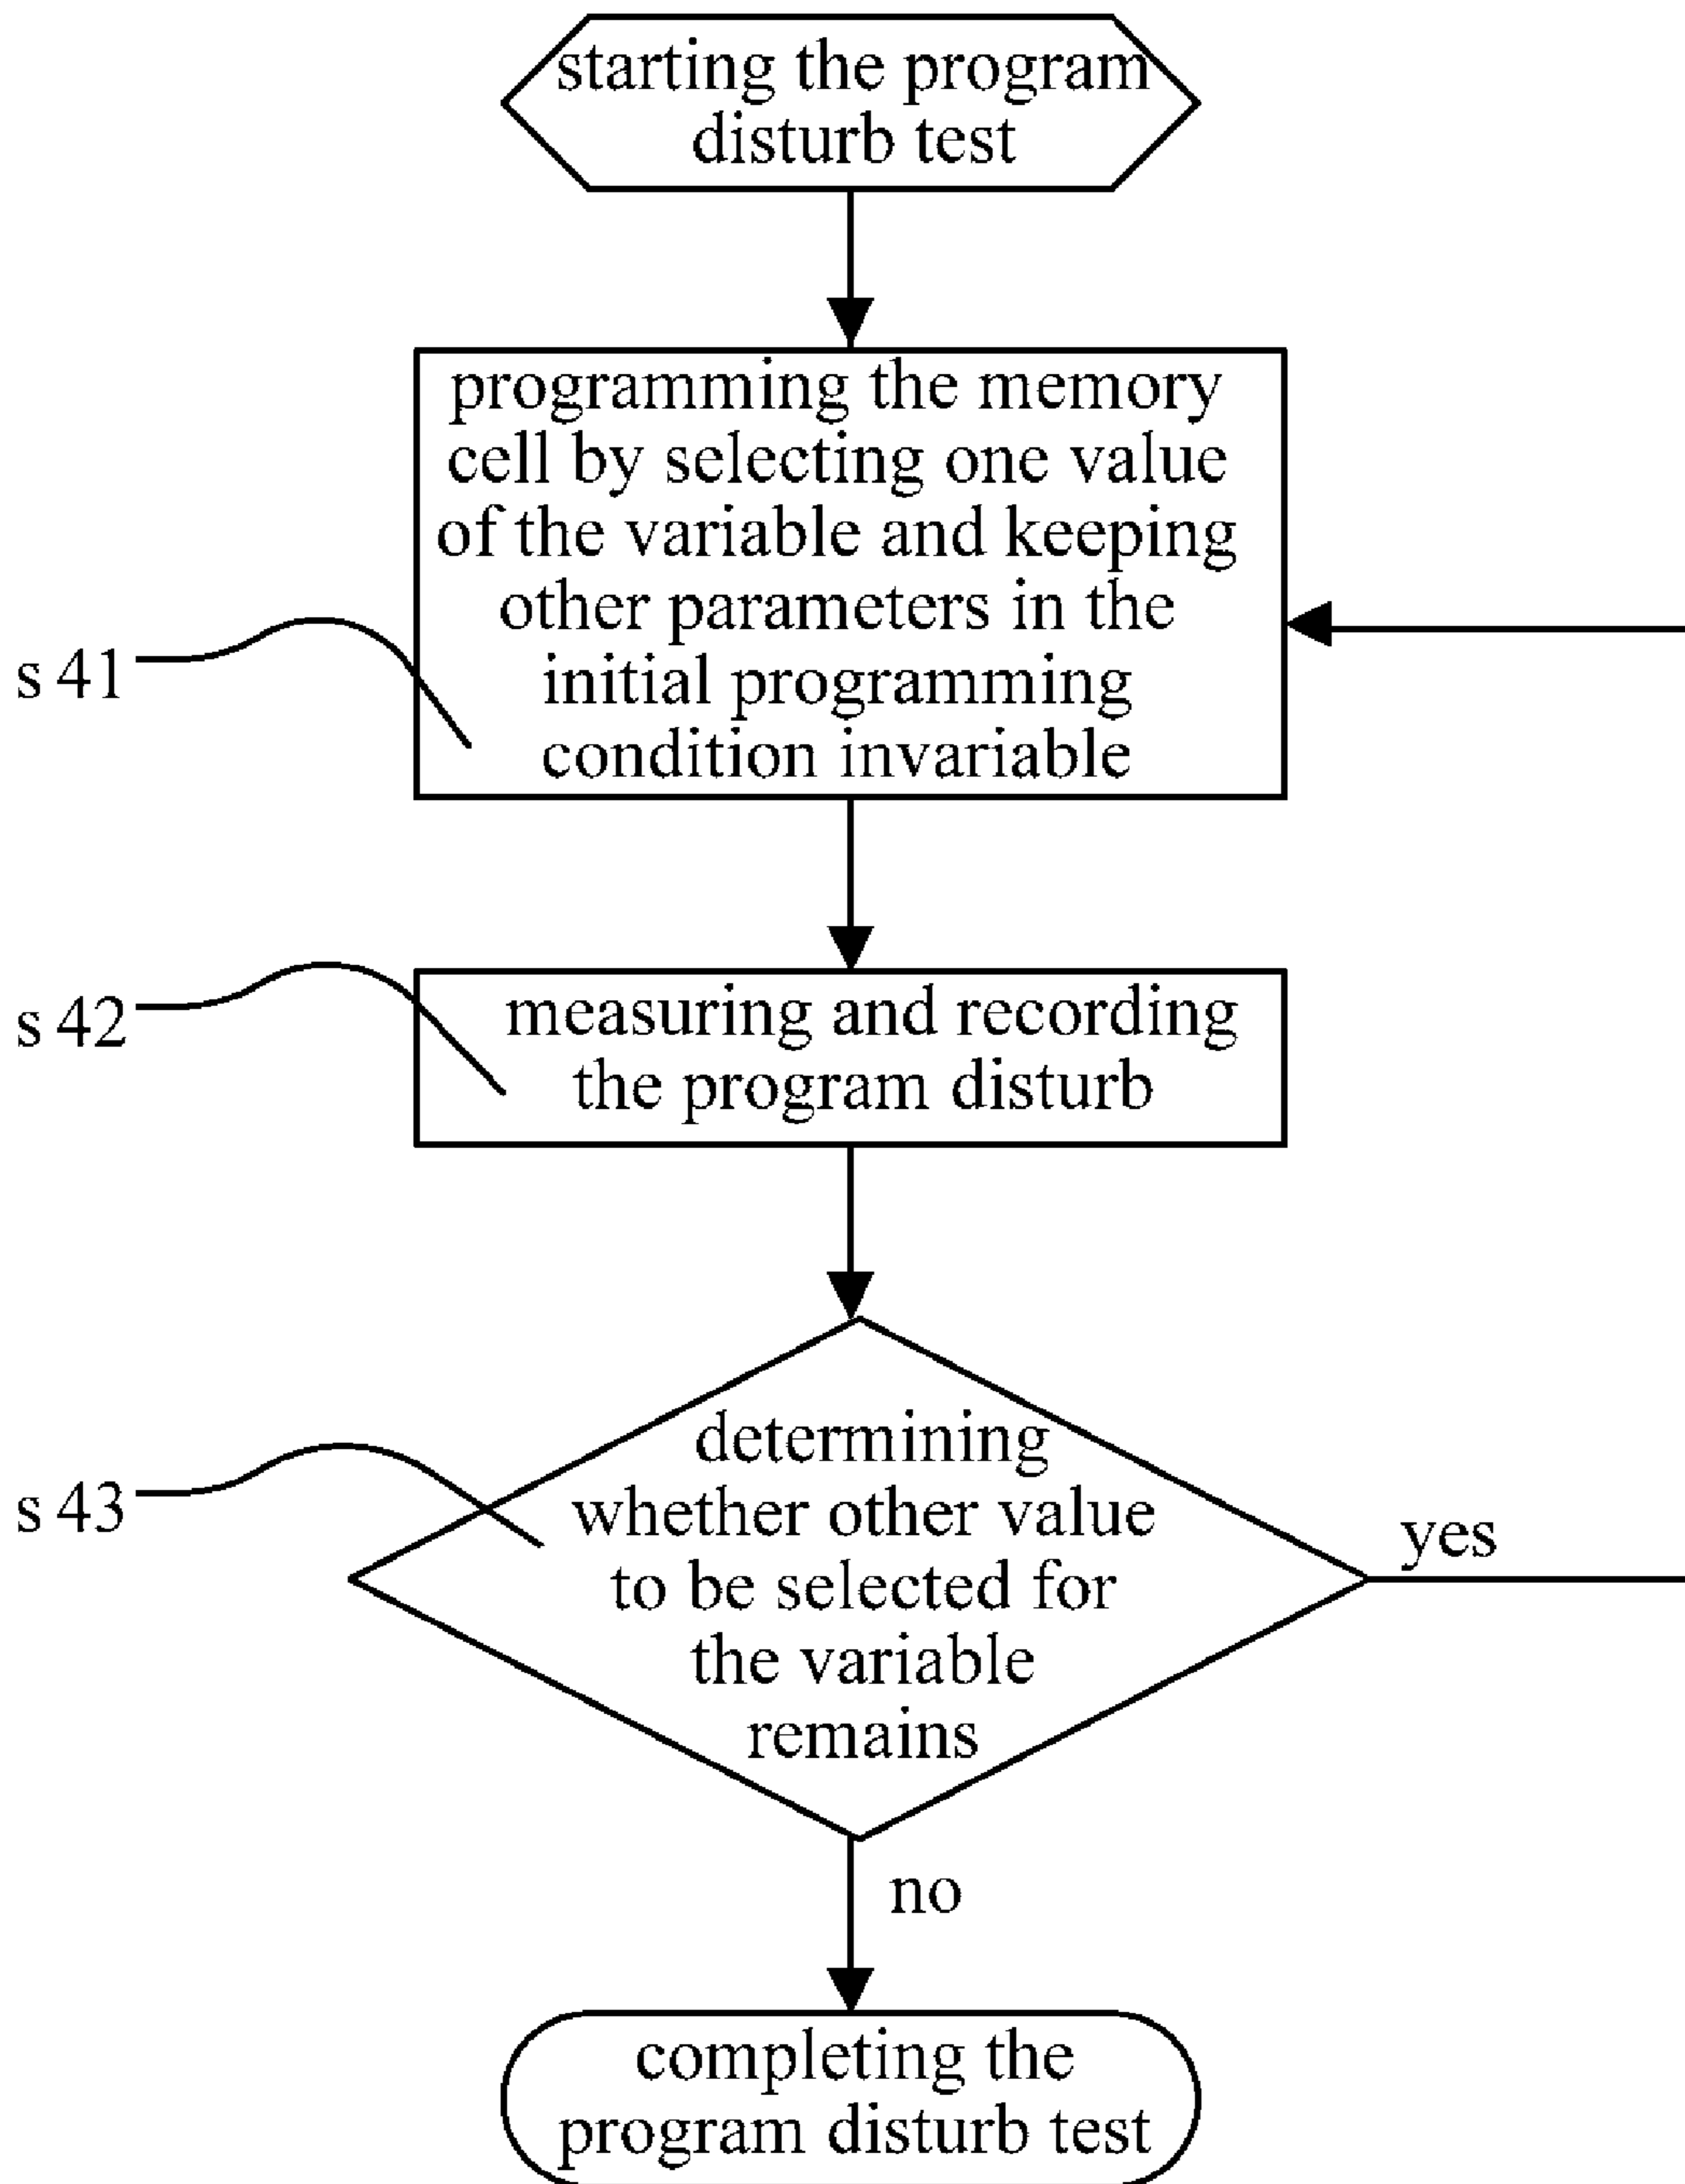 starting the program
disturb test
programming the memory
cell by selecting one value
of the variable and keeping
other parameters in the
initial programming
condition invariable
s 41
measuring and recording
the program disturb
s 42
determining
whether other value
to be selected for
the variable
remains
s 43
yes
no
completing the
program disturb test